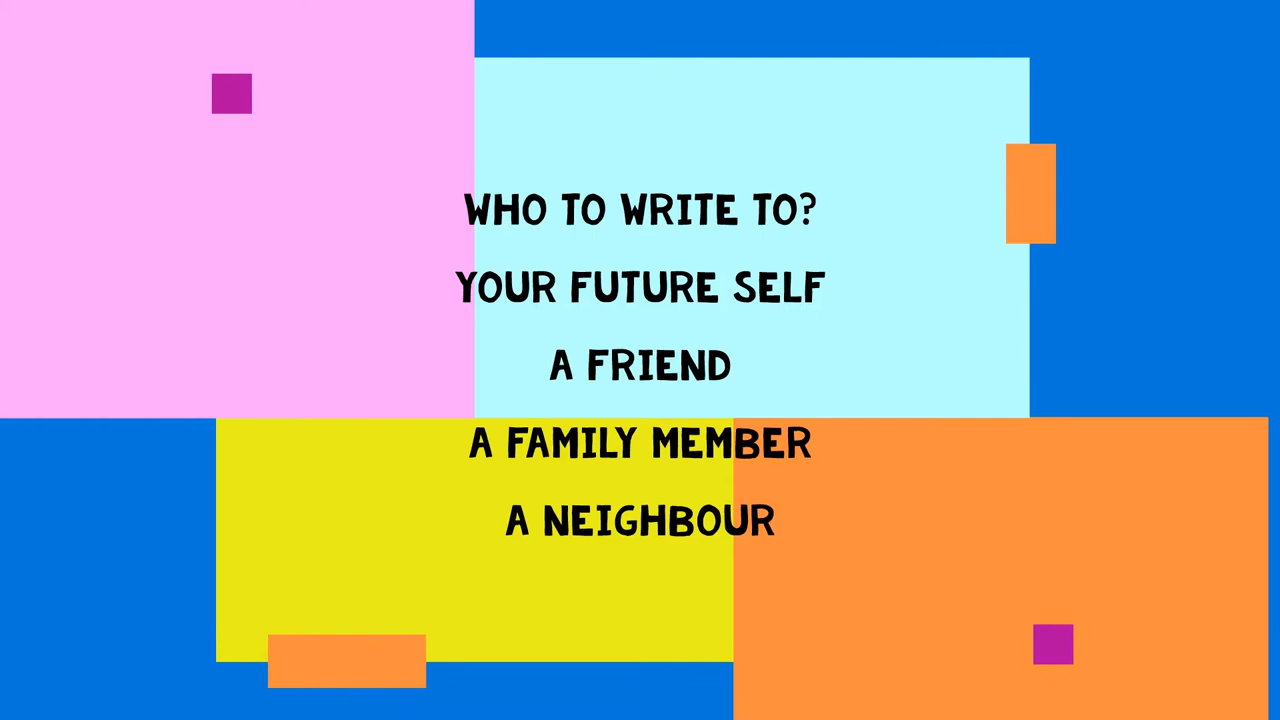 WHO TO WRITE TO?
YOUR FUTURE SELF
A FRIEND
A FAMILY MEMBER
A NEIGHBOUR